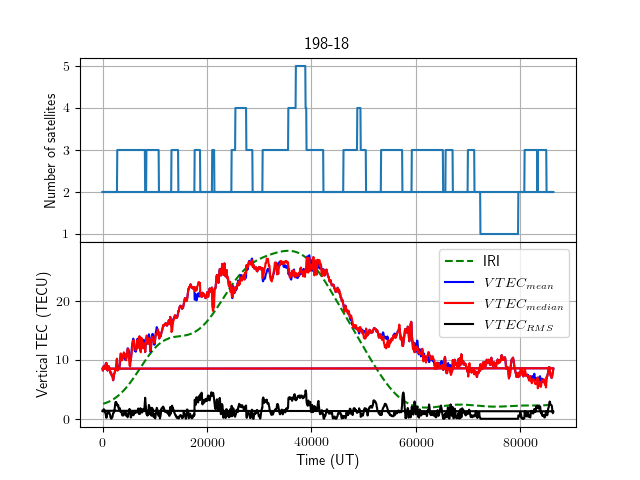 198-18
Number of satellites
5
4
3
2
1
Vertical TEC (TECU)
20
10
0
IRI
VTEC_mean
VTEC_median
VTEC_RMS
0 20000 40000 60000 80000
Time (UT)